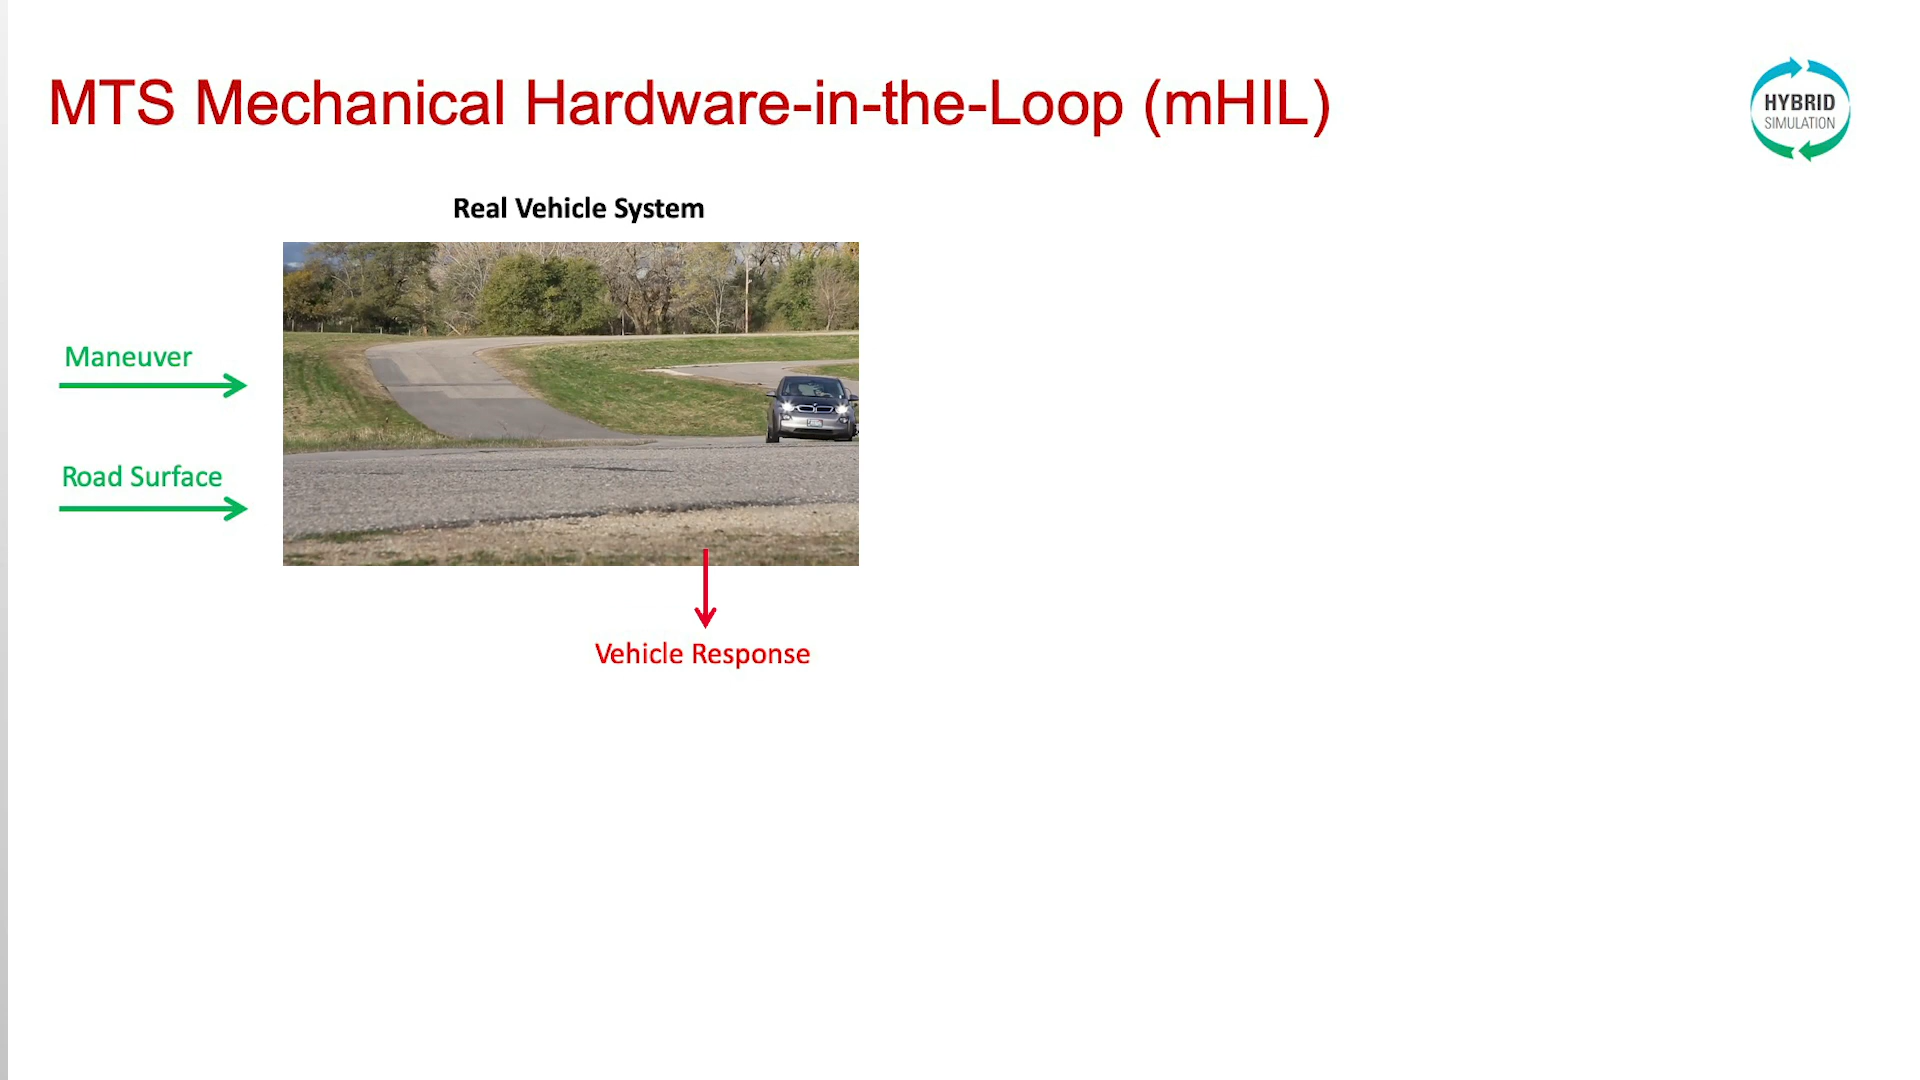 MTS Mechanical Hardware-in-the-Loop (mHIL)
HYBRID
SIMULATION
Real Vehicle System
Maneuver
Road Surface
Vehicle Response